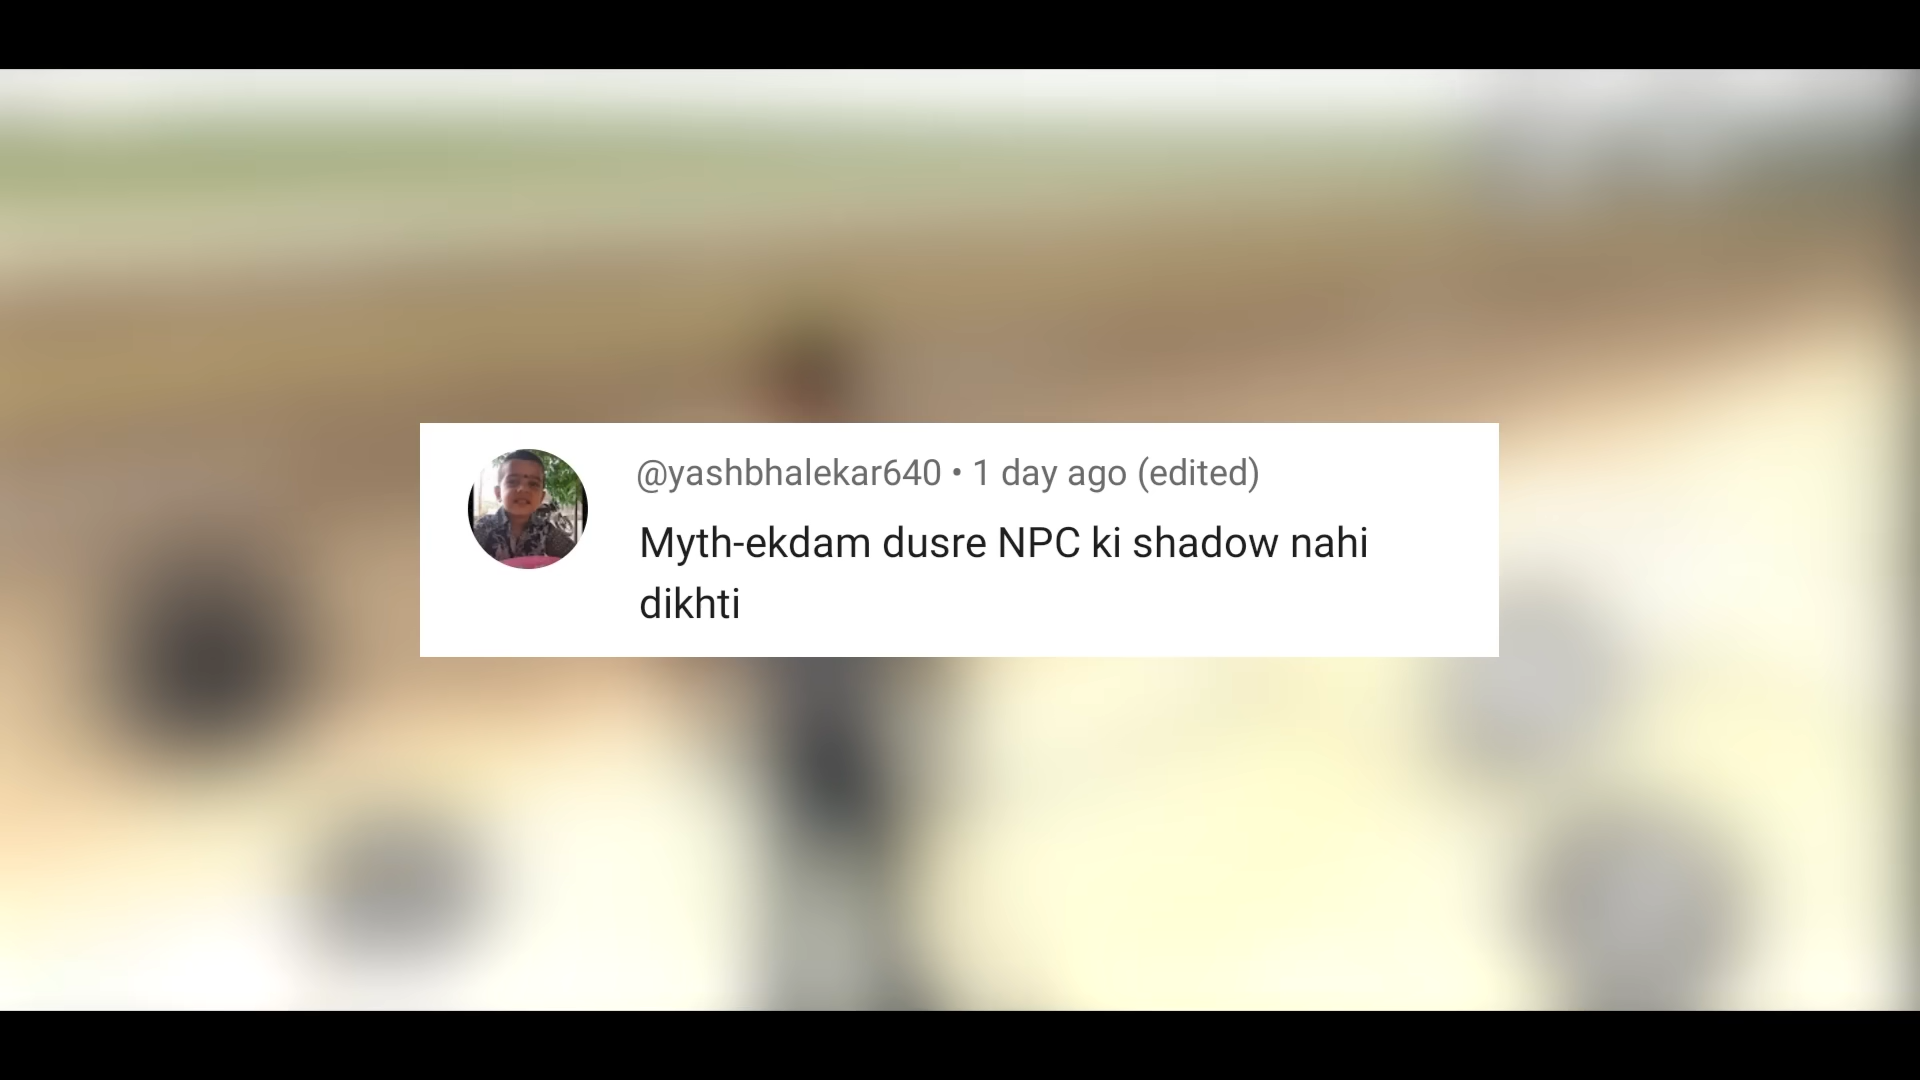 @yashbhalekar640 • 1 day ago (edited)
Myth-ekdam dusre NPC ki shadow nahi
dikhti